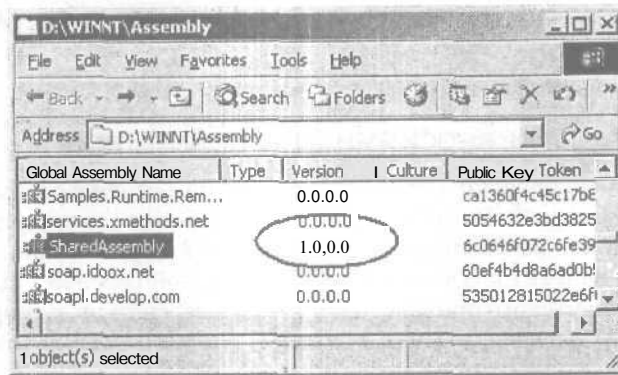 D:\WINNT\Assembly
File Edit View Favorites Tools Help
Back Search Folders »
Address D:\WINNT\Assembly Go
Global Assembly Name Type Version Culture Public Key Token
Samples.Runtime.Rem... 0.0.0.0 ca1360f4c45c17b8
services.xmethods.net 0.0.0.0 5054632e3bd3825
SharedAssembly 1.0,0.0 6c0646f072c6fe39
soap.idoox.net 0.0.0.0 60ef4b4d8a6ad0b
soapl.develop.com 0.0.0.0 535012815022e6f
1 object(s) selected